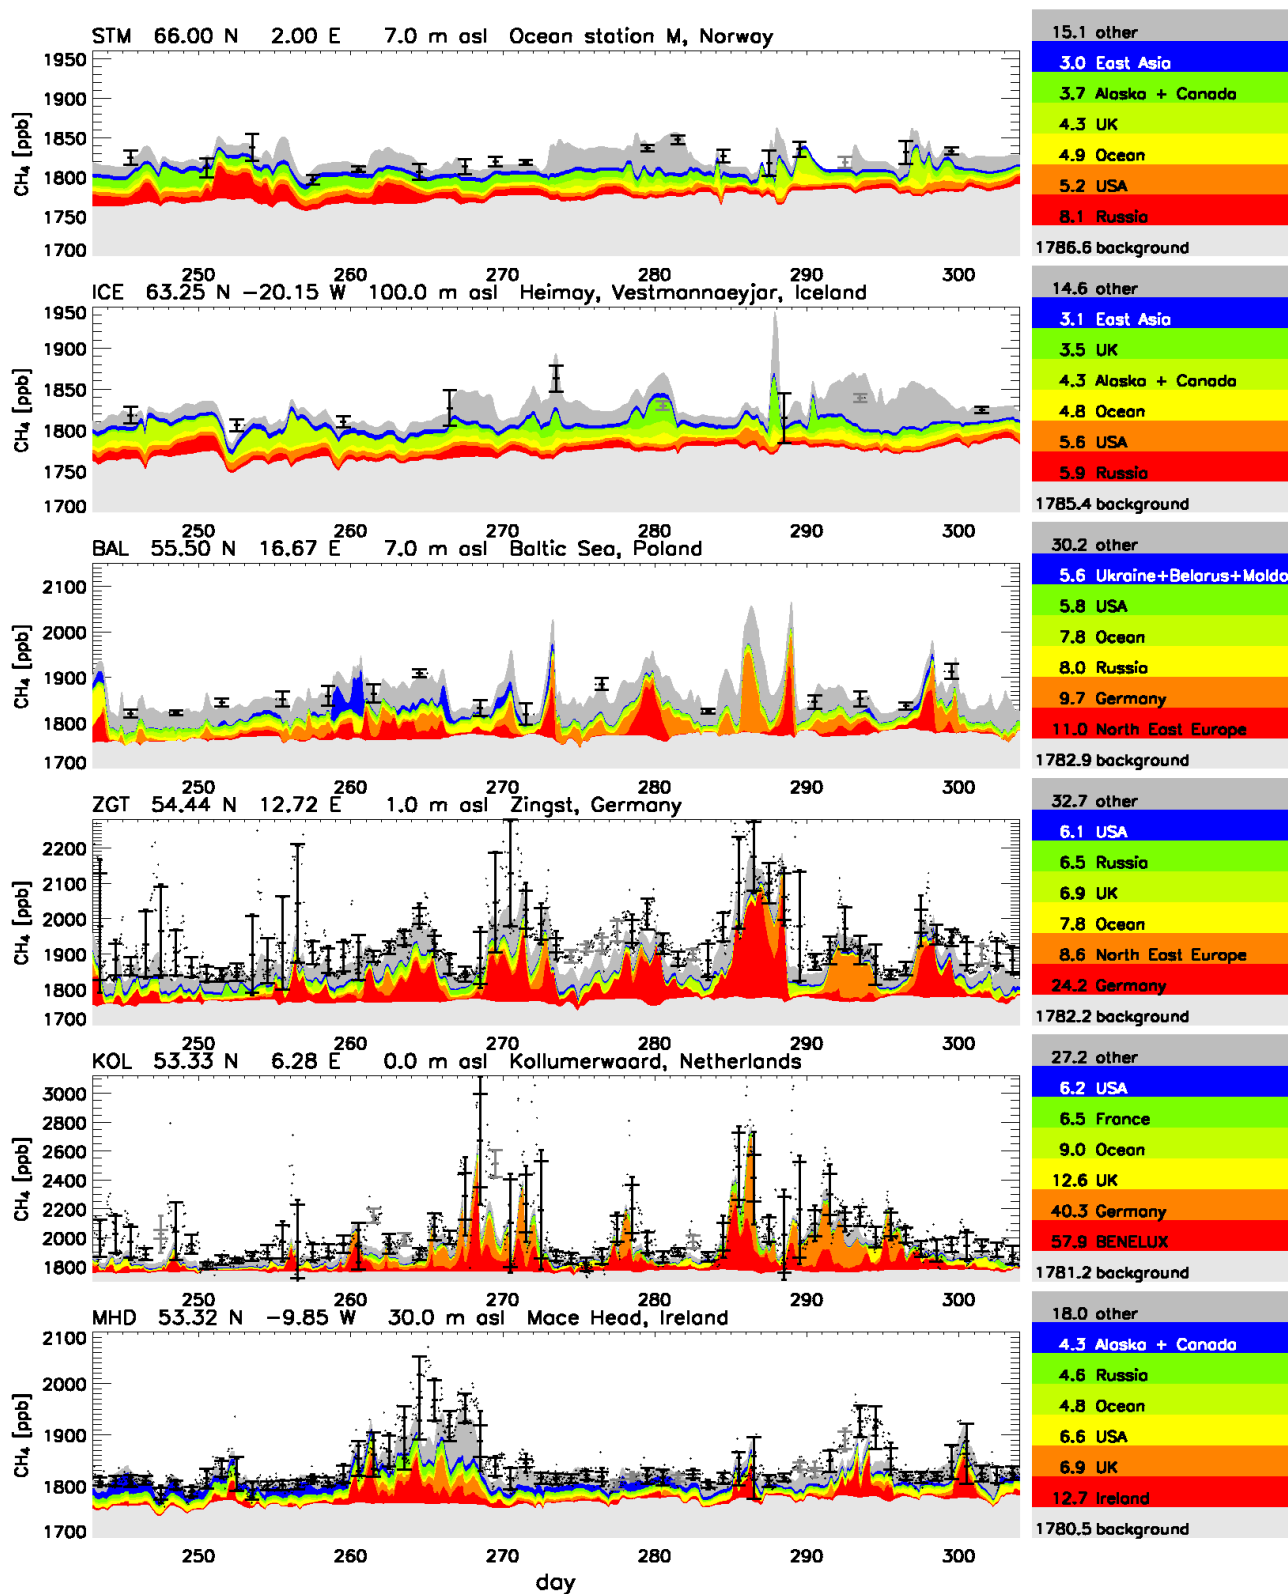 STM 66.00 N 2.00 E 7.0 m asl Ocean station M, Norway
CH4 [ppb]
1950
1900
1850
1800
1750
1700
250 260 270 280 290 300
15.1 other
3.0 East Asia
3.7 Alaska + Canada
4.3 UK
4.9 Ocean
5.2 USA
8.1 Russia
1786.6 background
ICE 63.25 N -20.15 W 100.0 m asl Heimay, Vestmannaeyjar, Iceland
CH4 [ppb]
1950
1900
1850
1800
1750
1700
250 260 270 280 290 300
14.6 other
3.1 East Asia
3.5 UK
4.3 Alaska + Canada
4.8 Ocean
5.6 USA
5.9 Russia
1785.4 background
BAL 55.50 N 16.67 E 7.0 m asl Baltic Sea, Poland
CH4 [ppb]
2100
2000
1900
1800
1700
250 260 270 280 290 300
30.2 other
5.6 Ukraine+Belarus+Moldo
5.8 USA
7.8 Ocean
8.0 Russia
9.7 Germany
11.0 North East Europe
1782.9 background
ZGT 54.44 N 12.72 E 1.0 m asl Zingst, Germany
CH4 [ppb]
2200
2100
2000
1900
1800
1700
250 260 270 280 290 300
32.7 other
6.1 USA
6.5 Russia
6.9 UK
7.8 Ocean
8.6 North East Europe
24.2 Germany
1782.2 background
KOL 53.33 N 6.28 E 0.0 m asl Kollumerwaard, Netherlands
CH4 [ppb]
3000
2800
2600
2400
2200
2000
1800
250 260 270 280 290 300
27.2 other
6.2 USA
6.5 France
9.0 Ocean
12.6 UK
40.3 Germany
57.9 BENELUX
1781.2 background
MHD 53.32 N -9.85 W 30.0 m asl Mace Head, Ireland
CH4 [ppb]
2100
2000
1900
1800
1700
250 260 270 280 290 300
day
18.0 other
4.3 Alaska + Canada
4.6 Russia
4.8 Ocean
6.6 USA
6.9 UK
12.7 Ireland
1780.5 background